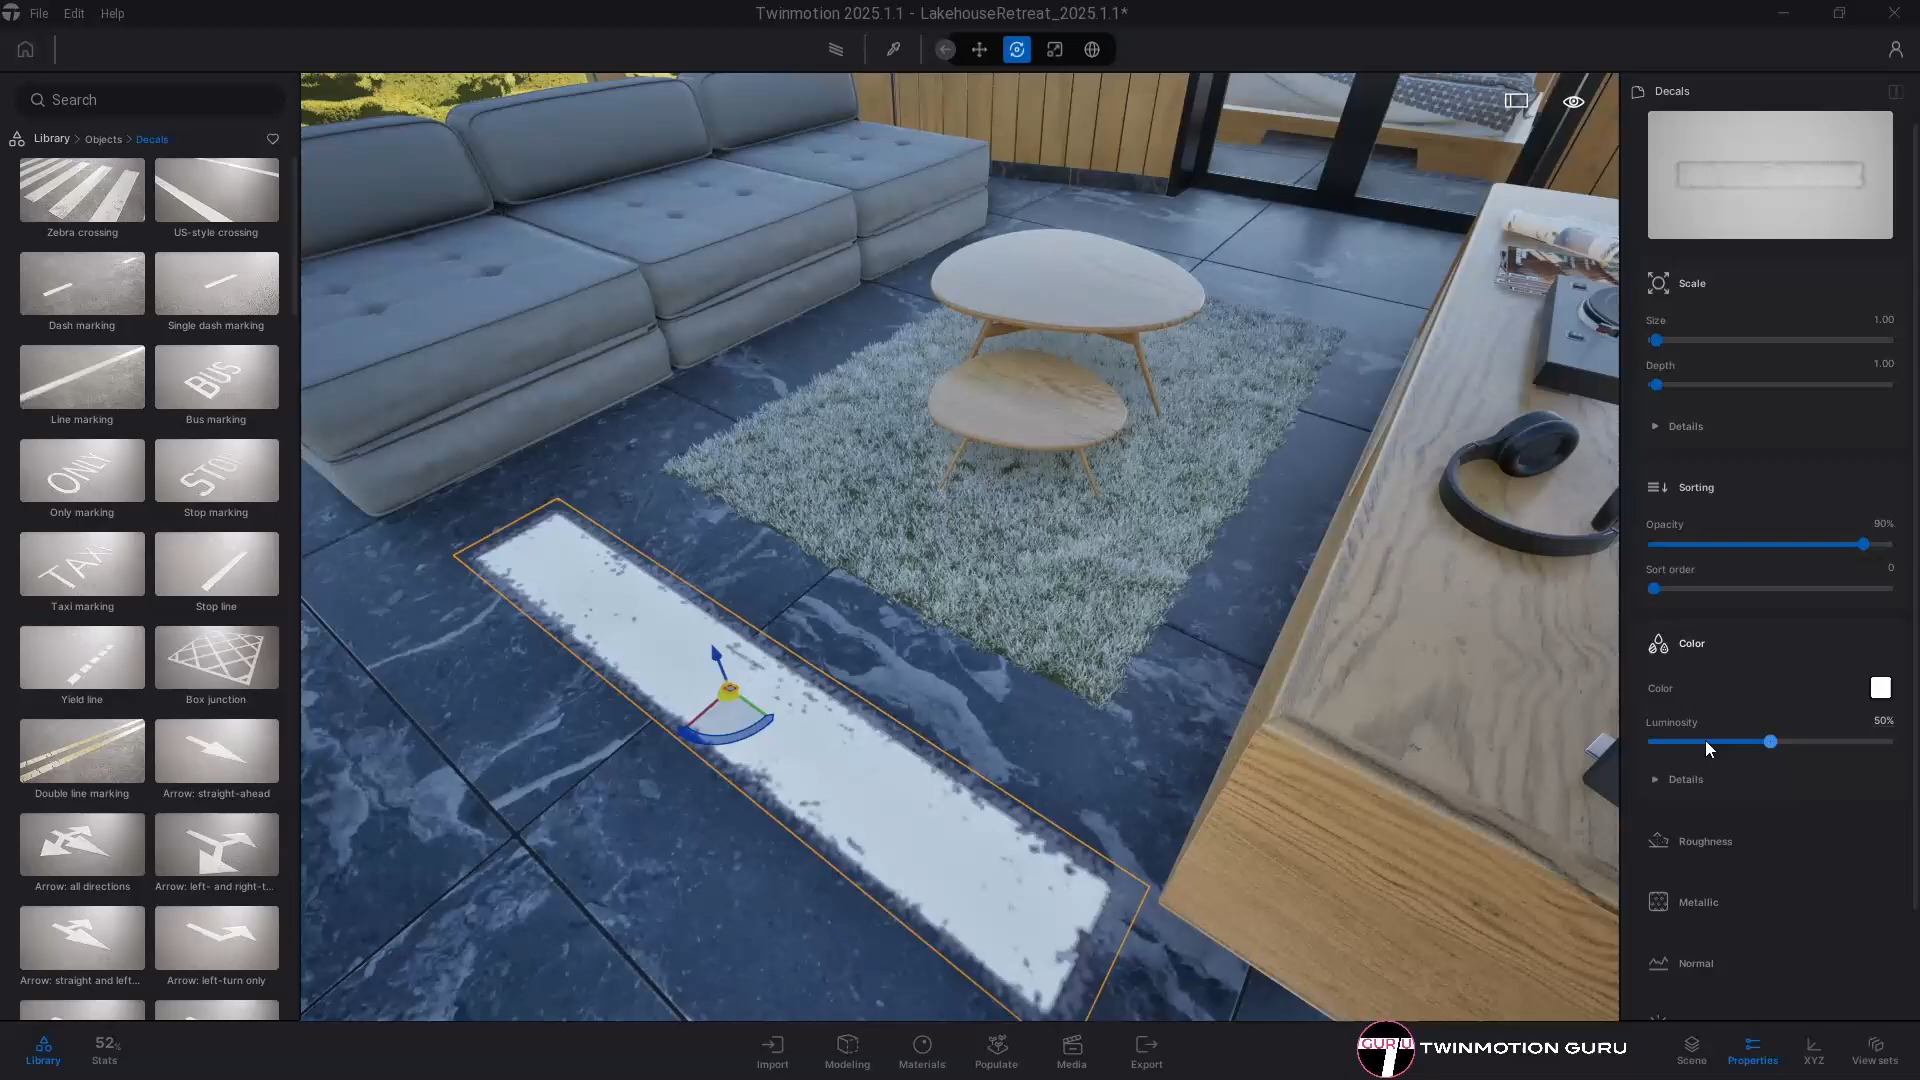 File Edit Help
Twinmotion 2025.1.1 - LakehouseRetreat_2025.1.1*
Search
Library > Objects > Decals
Zebra crossing
US-style crossing
Dash marking
Single dash marking
Line marking
BUS
Bus marking
ONLY
Only marking
STOP
Stop marking
TAXI
Taxi marking
Stop line
Yield line
Box junction
Double line marking
Arrow: straight-ahead
Arrow: all directions
Arrow: left- and right-t...
Arrow: straight and left...
Arrow: left-turn only
Decals
Scale
Size 1.00
Depth 1.00
Details
Sorting
Opacity 90%
Sort order 0
Color
Color
Luminosity 50%
Details
Roughness
Metallic
Normal
Library
52%
Stats
Import
Modeling
Materials
Populate
Media
Export
GURU
TWINMOTION GURU
Scene
Properties
XYZ
View sets